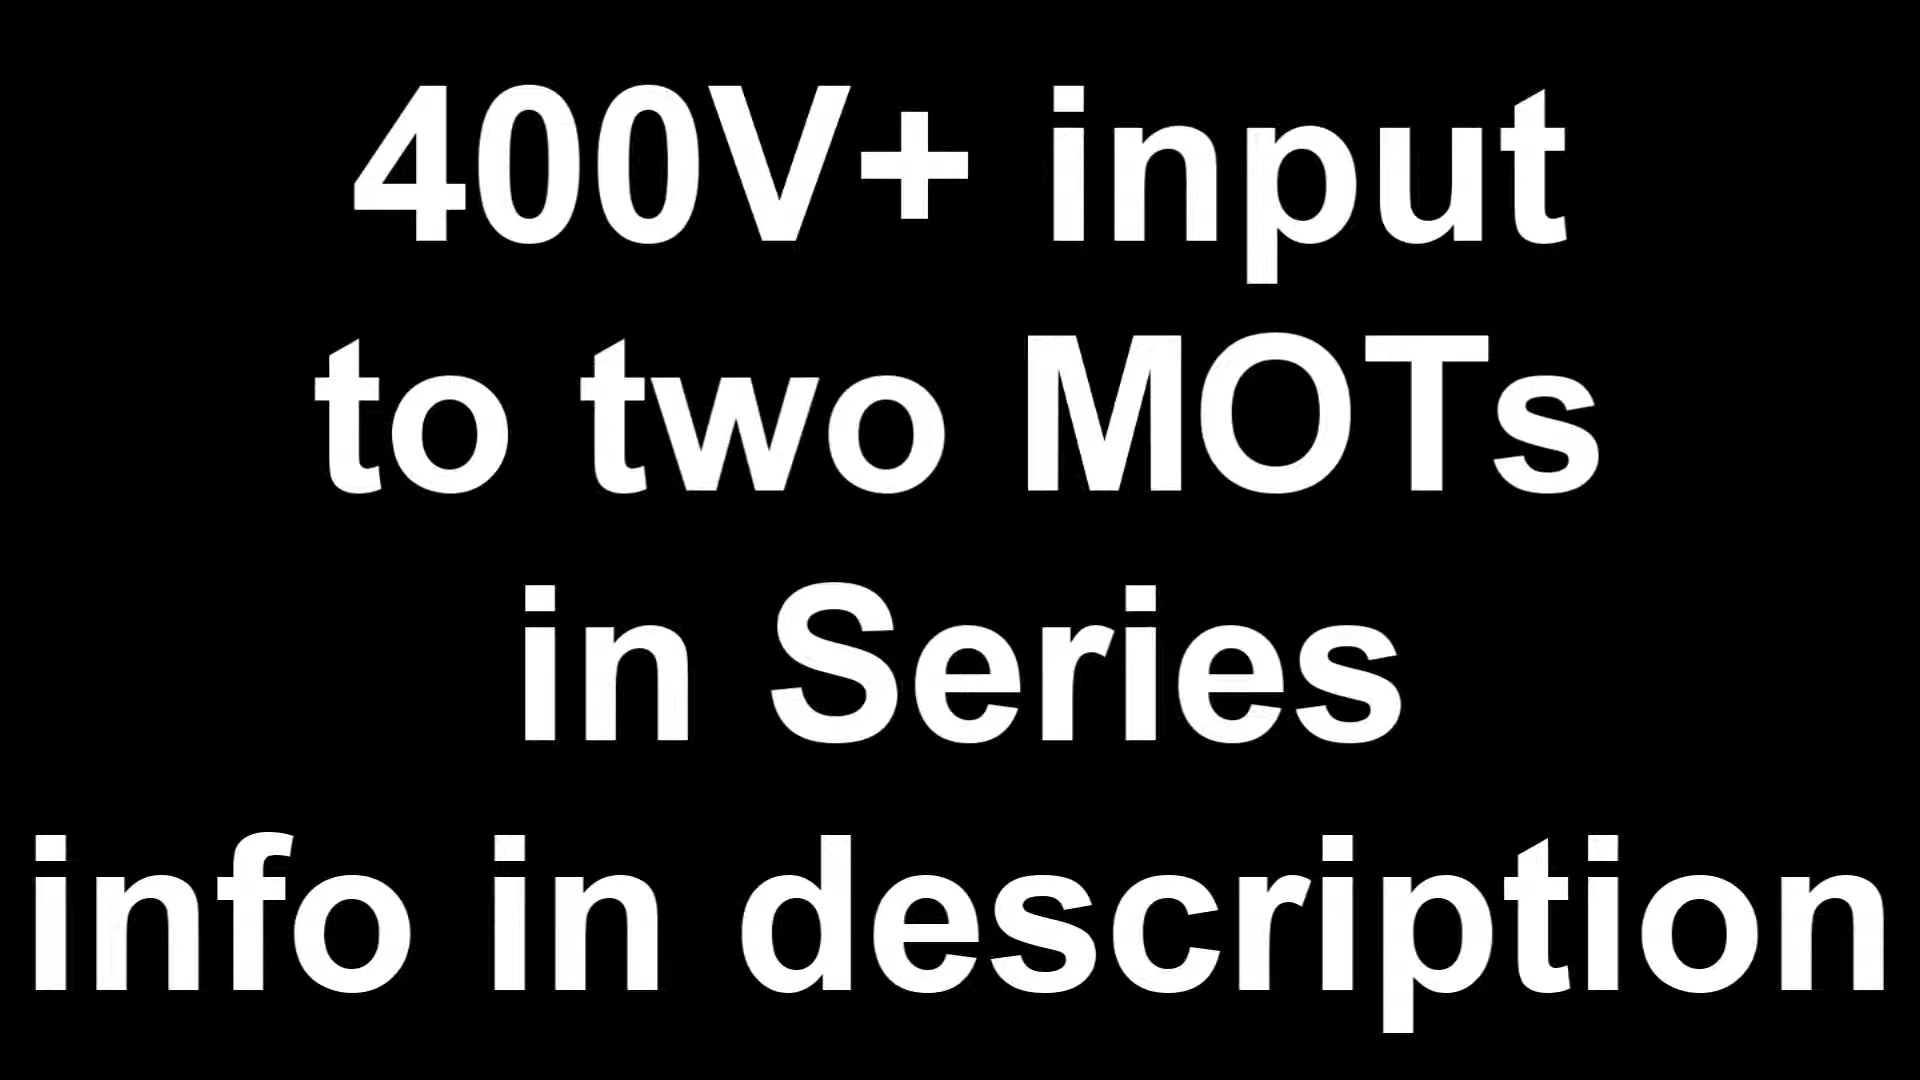 400V+ input
to two MOTs
in Series
info in description